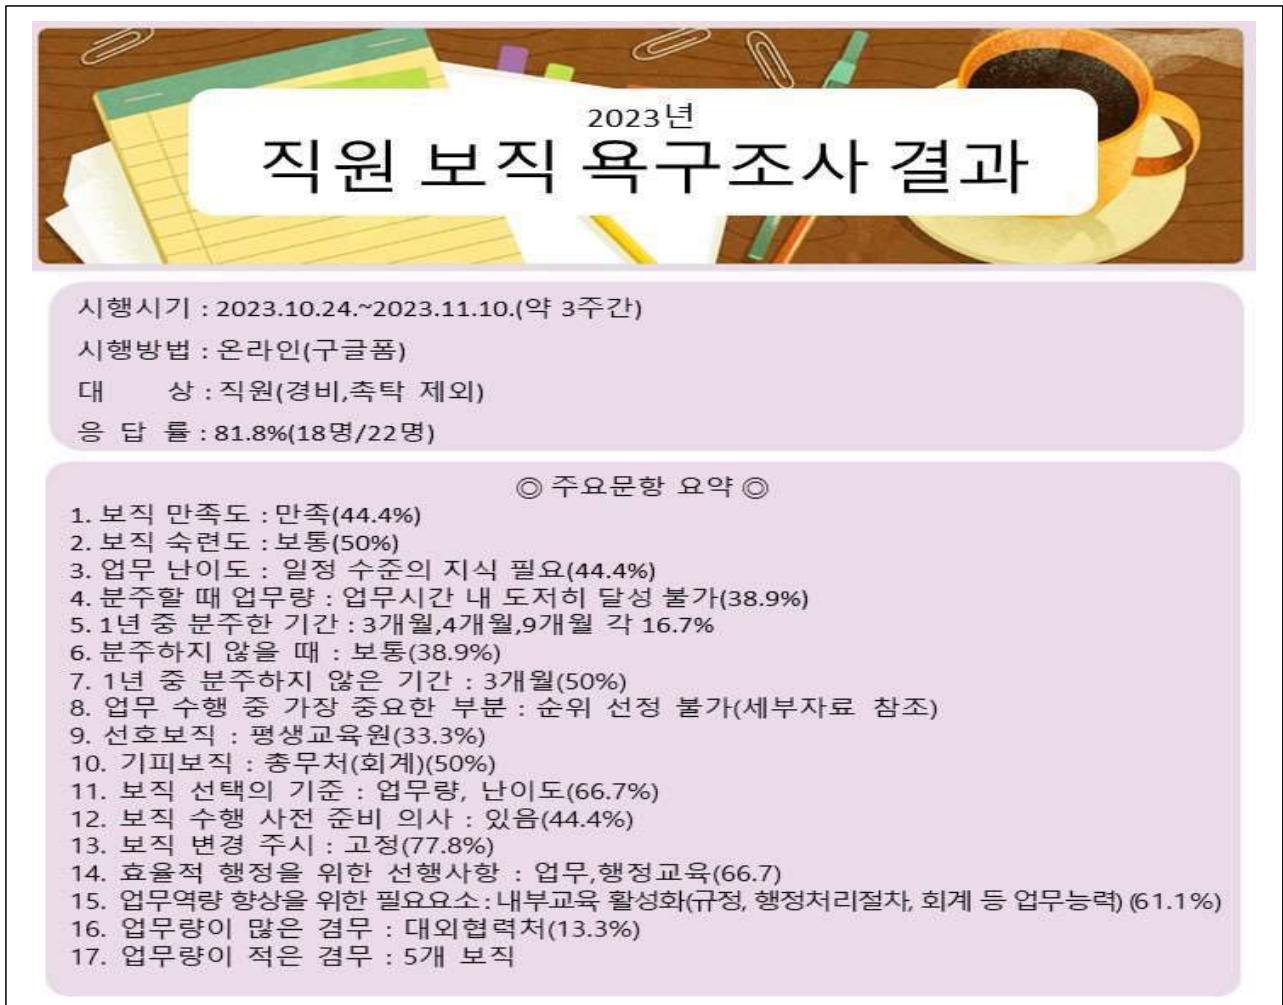 2023년
직원 보직 욕구조사 결과
시행시기 : 2023.10.24.~2023.11.10.(약 3주간)
시행방법 : 온라인(구글폼)
대 상 : 직원(경비,촉탁 제외)
응 답 률 : 81.8%(18명/22명)
◎ 주요문항 요약 ◎
1. 보직 만족도 : 만족(44.4%)
2. 보직 숙련도 : 보통(50%)
3. 업무 난이도 : 일정 수준의 지식 필요(44.4%)
4. 분주할 때 업무량 : 업무시간 내 도저히 달성 불가(38.9%)
5. 1년 중 분주한 기간 : 3개월,4개월,9개월 각 16.7%
6. 분주하지 않을 때 : 보통(38.9%)
7. 1년 중 분주하지 않은 기간 : 3개월(50%)
8. 업무 수행 중 가장 중요한 부분 : 순위 선정 불가(세부자료 참조)
9. 선호보직 : 평생교육원(33.3%)
10. 기피보직 : 총무처(회계)(50%)
11. 보직 선택의 기준 : 업무량, 난이도(66.7%)
12. 보직 수행 사전 준비 의사 : 있음(44.4%)
13. 보직 변경 주시 : 고정(77.8%)
14. 효율적 행정을 위한 선행사항 : 업무,행정교육(66.7)
15. 업무역량 향상을 위한 필요요소 : 내부교육 활성화(규정, 행정처리절차, 회계 등 업무능력) (61.1%)
16. 업무량이 많은 겸무 : 대외협력처(13.3%)
17. 업무량이 적은 겸무 : 5개 보직